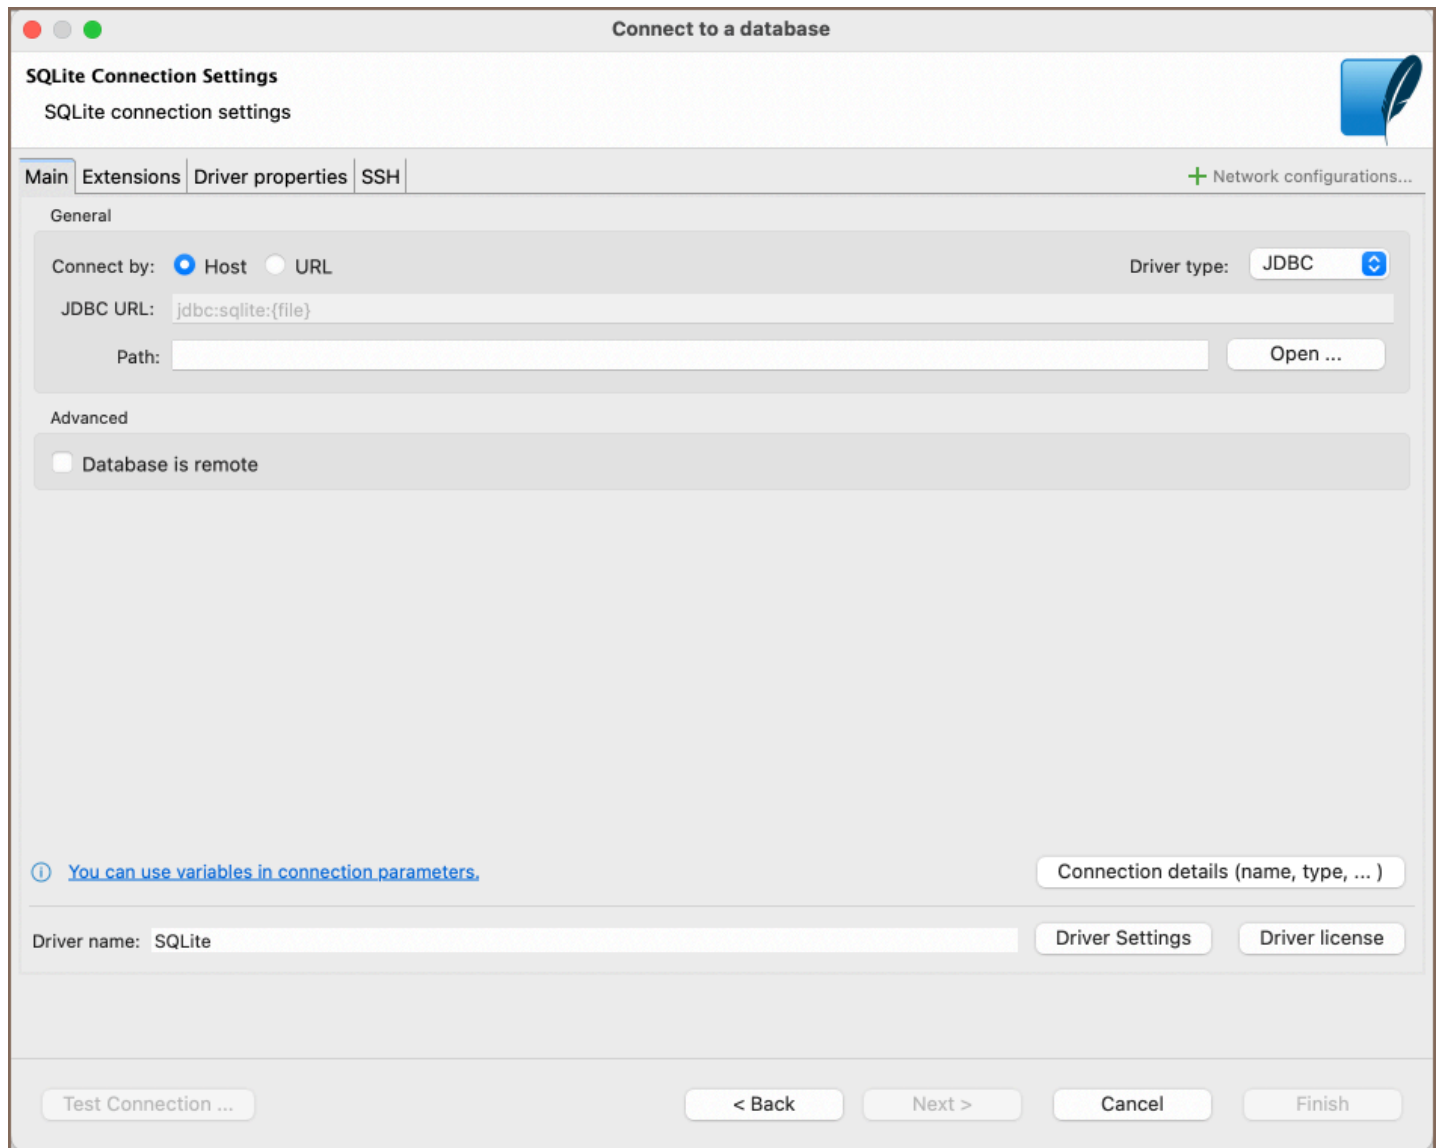 Connect to a database
SQLite Connection Settings
SQLite connection settings
Main Extensions Driver properties SSH Network configurations...
General
Connect by: Host URL Driver type: JDBC
JDBC URL: jdbc:sqlite:{file}
Path: Open ...
Advanced
Database is remote
You can use variables in connection parameters. Connection details (name, type, ... )
Driver name: SQLite Driver Settings Driver license
Test Connection ... < Back Next > Cancel Finish